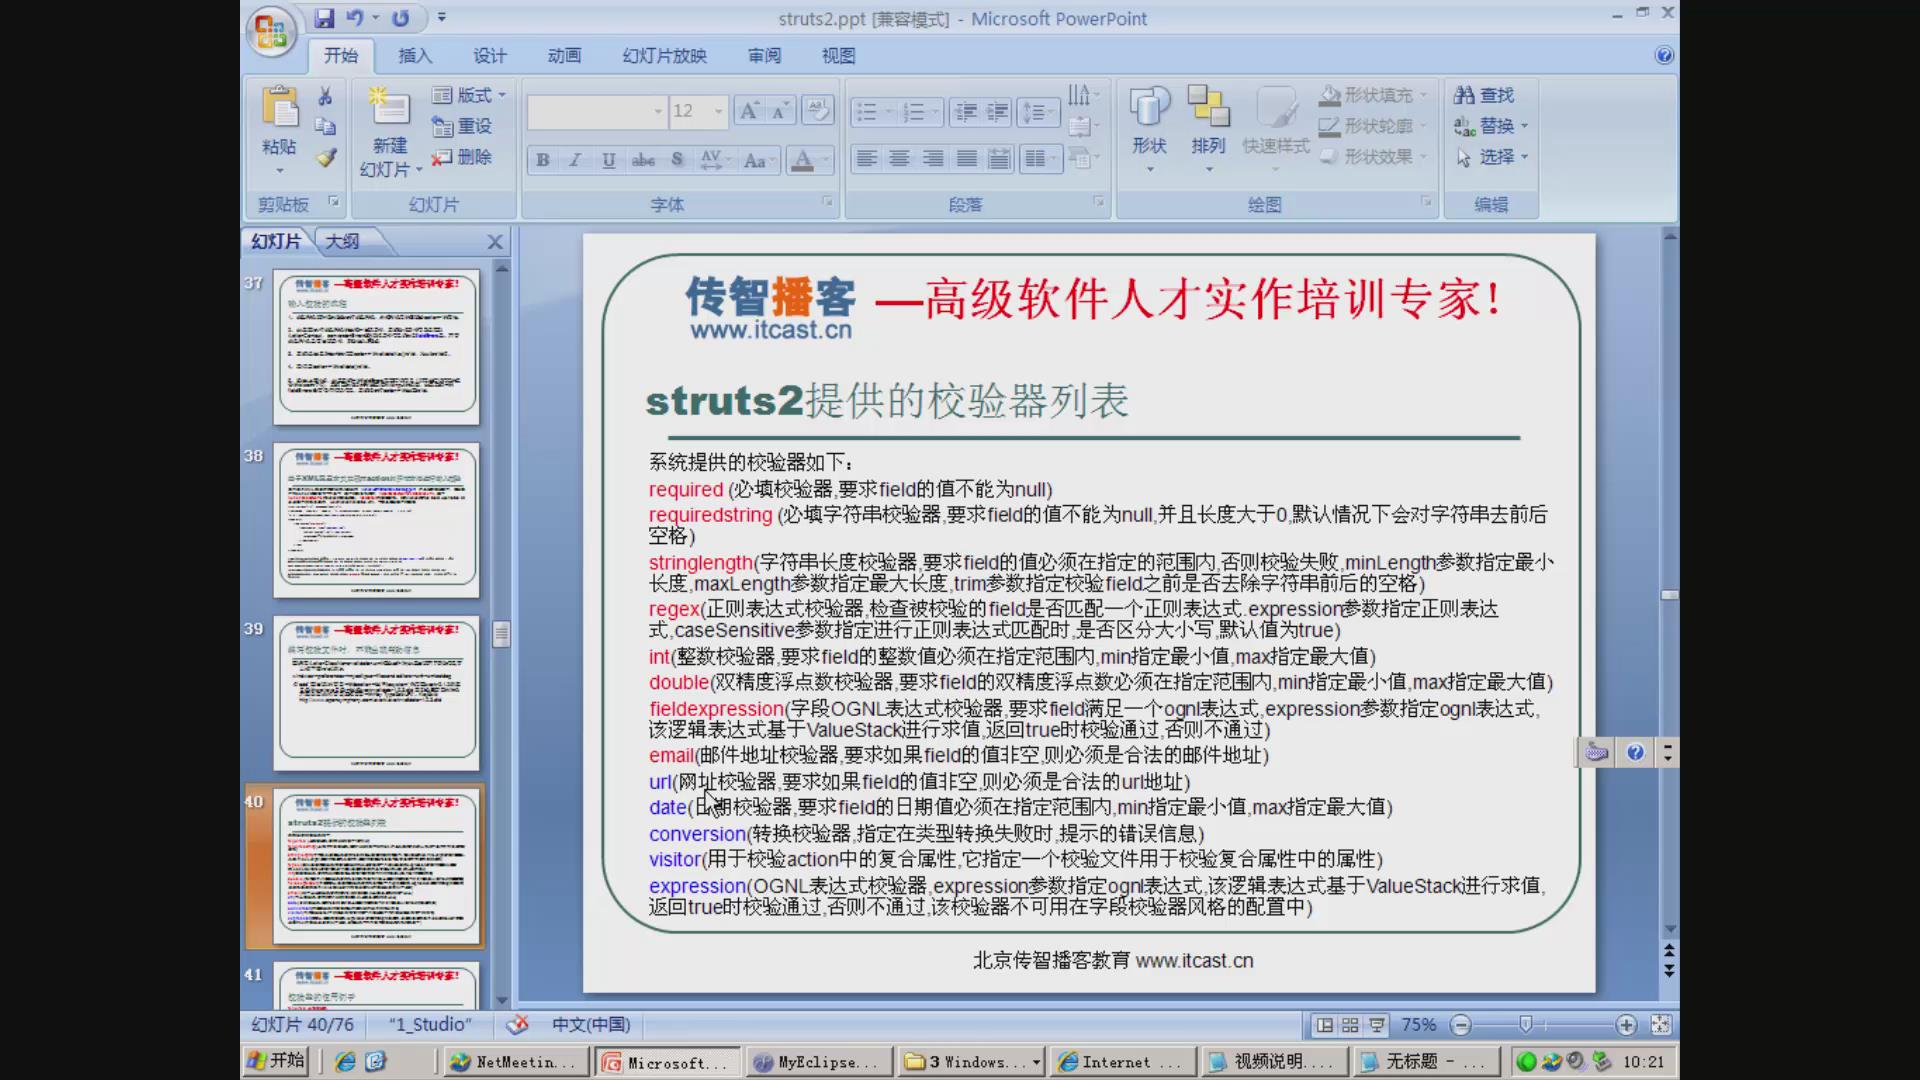 struts2.ppt [兼容模式] - Microsoft PowerPoint
开始 插入 设计 动画 幻灯片放映 审阅 视图
粘贴
新建
幻灯片
版式
重设
删除
12
形状 排列 快速样式
形状填充
形状轮廓
形状效果
查找
替换
选择
剪贴板 幻灯片 字体 段落 绘图 编辑
幻灯片 大纲
37
38
39
40
41
传智播客 —高级软件人才实作培训专家!
www.itcast.cn
struts2提供的校验器列表
系统提供的校验器如下:
required (必填校验器,要求field的值不能为null)
requiredstring (必填字符串校验器,要求field的值不能为null,并且长度大于0,默认情况下会对字符串去前后
空格)
stringlength(字符串长度校验器,要求field的值必须在指定的范围内,否则校验失败,minLength参数指定最小
长度,maxLength参数指定最大长度,trim参数指定校验field之前是否去除字符串前后的空格)
regex(正则表达式校验器,检查被校验的field是否匹配一个正则表达式.expression参数指定正则表达
式,caseSensitive参数指定进行正则表达式匹配时,是否区分大小写,默认值为true)
int(整数校验器,要求field的整数值必须在指定范围内,min指定最小值,max指定最大值)
double(双精度浮点数校验器,要求field的双精度浮点数必须在指定范围内,min指定最小值,max指定最大值)
fieldexpression(字段OGNL表达式校验器,要求field满足一个ognl表达式,expression参数指定ognl表达式,
该逻辑表达式基于ValueStack进行求值,返回true时校验通过,否则不通过)
email(邮件地址校验器,要求如果field的值非空,则必须是合法的邮件地址)
url(网址校验器,要求如果field的值非空,则必须是合法的url地址)
date(日期校验器,要求field的日期值必须在指定范围内,min指定最小值,max指定最大值)
conversion(转换校验器,指定在类型转换失败时,提示的错误信息)
visitor(用于校验action中的复合属性,它指定一个校验文件用于校验复合属性中的属性)
expression(OGNL表达式校验器,expression参数指定ognl表达式,该逻辑表达式基于ValueStack进行求值,
返回true时校验通过,否则不通过,该校验器不可用在字段校验器风格的配置中)
北京传智播客教育 www.itcast.cn
幻灯片 40/76 "1_Studio" 中文(中国) 75%
开始 NetMeetin... Microsoft... MyEclipse... 3 Windows... Internet ... 视频说明.... 无标题 - ... 10:21